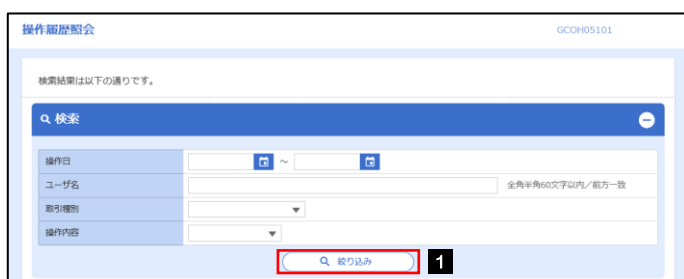 操作履歴照会 GCOH05101
検索結果は以下の通りです。
検索
操作日 ～
ユーザ名 全角半角60文字以内／前方一致
取引種別
操作内容
絞り込み 1